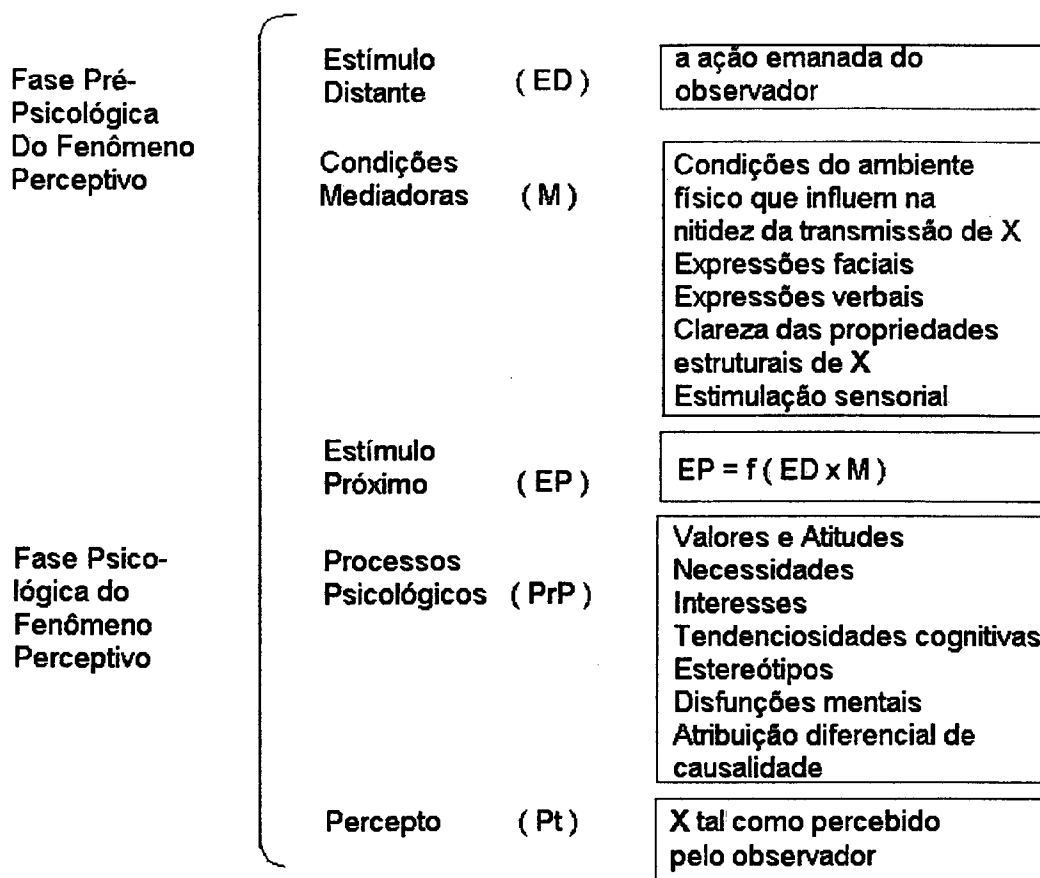 Fase Pré-
Psicológica
Do Fenômeno
Perceptivo
Estímulo
Distante ( ED )
a ação emanada do
observador
Condições
Mediadoras ( M )
Condições do ambiente
físico que influem na
nitidez da transmissão de X
Expressões faciais
Expressões verbais
Clareza das propriedades
estruturais de X
Estimulação sensorial
Estímulo
Próximo ( EP )
EP = f ( ED x M )
Fase Psico-
lógica do
Fenômeno
Perceptivo
Processos
Psicológicos ( PrP )
Valores e Atitudes
Necessidades
Interesses
Tendenciosidades cognitivas
Estereótipos
Disfunções mentais
Atribuição diferencial de
causalidade
Percepto ( Pt )
X tal como percebido
pelo observador